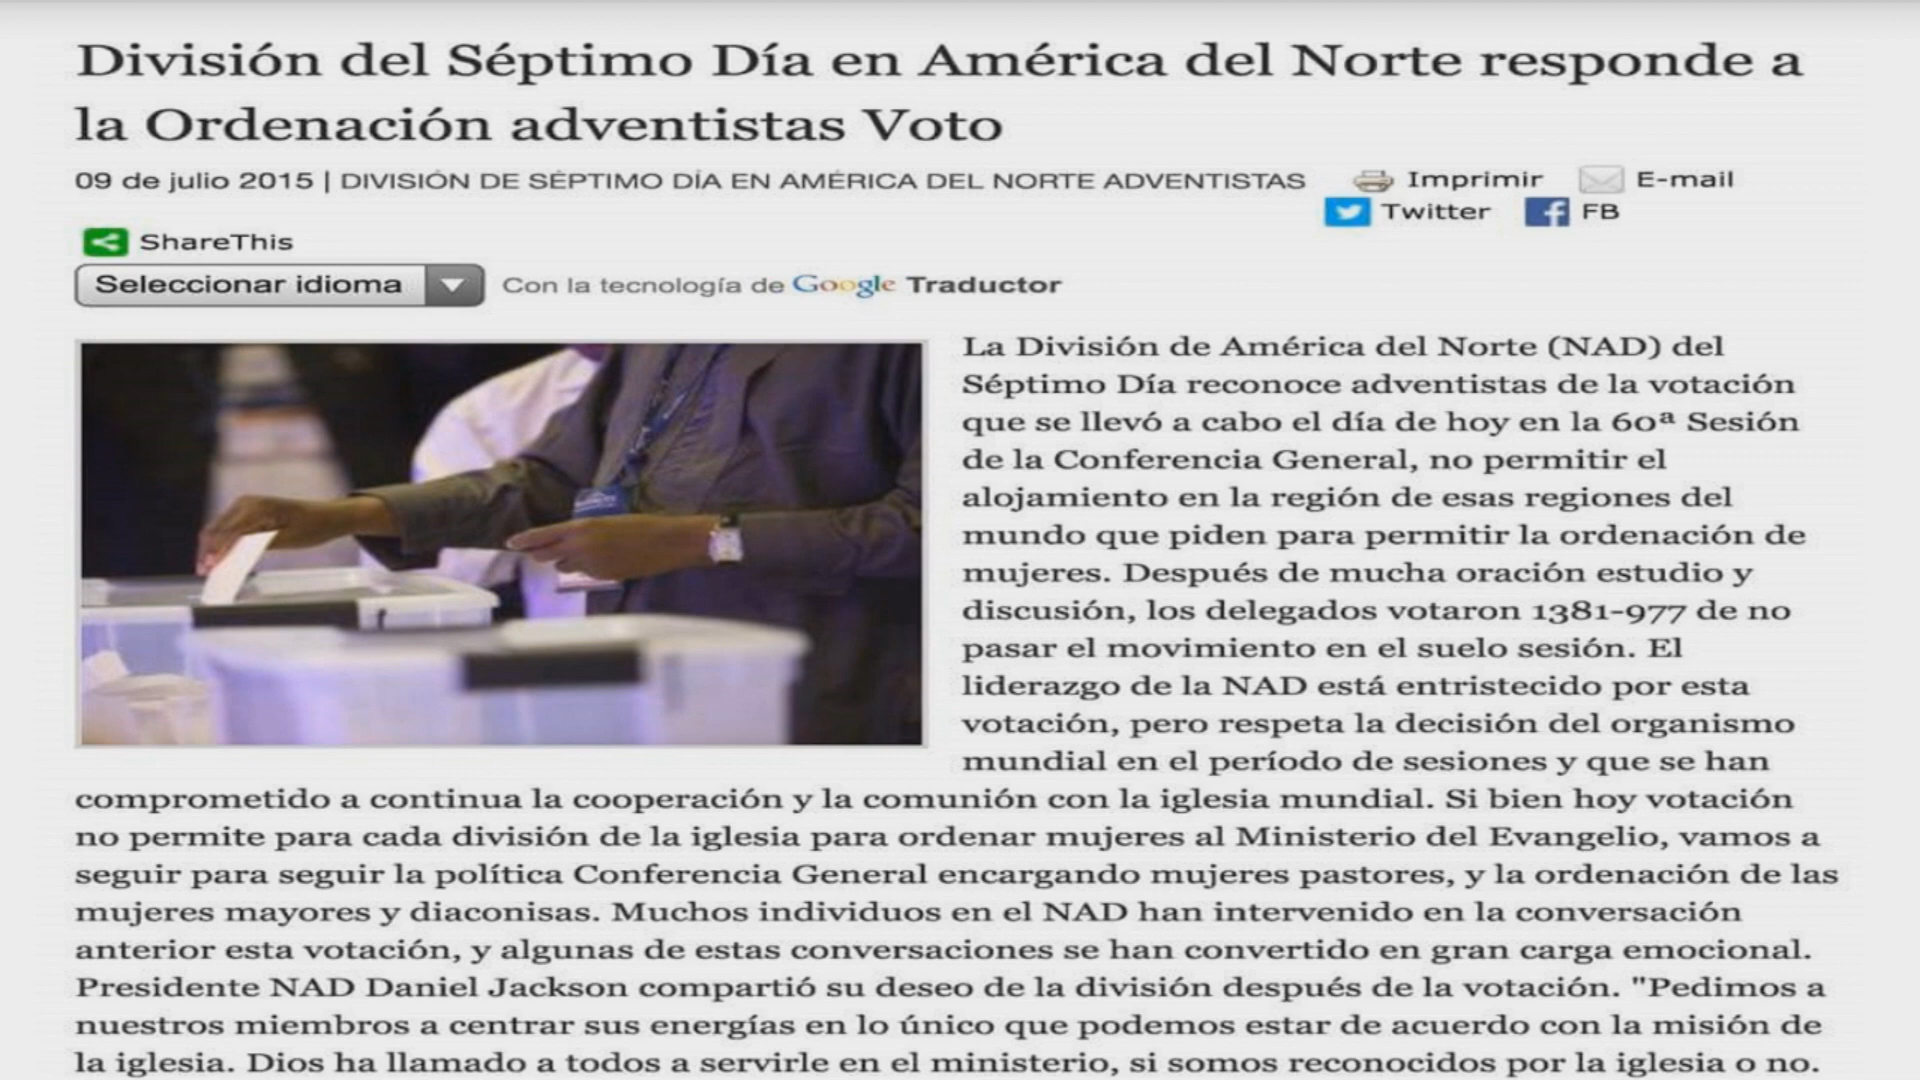 División del Séptimo Día en América del Norte responde a
la Ordenación adventistas Voto
09 de julio 2015 | DIVISIÓN DE SÉPTIMO DÍA EN AMÉRICA DEL NORTE ADVENTISTAS
Imprimir
E-mail
Twitter
FB
ShareThis
Seleccionar idioma
Con la tecnología de Google Traductor
La División de América del Norte (NAD) del
Séptimo Día reconoce adventistas de la votación
que se llevó a cabo el día de hoy en la 60ª Sesión
de la Conferencia General, no permitir el
alojamiento en la región de esas regiones del
mundo que piden para permitir la ordenación de
mujeres. Después de mucha oración estudio y
discusión, los delegados votaron 1381-977 de no
pasar el movimiento en el suelo sesión. El
liderazgo de la NAD está entristecido por esta
votación, pero respeta la decisión del organismo
mundial en el período de sesiones y que se han
comprometido a continua la cooperación y la comunión con la iglesia mundial. Si bien hoy votación
no permite para cada división de la iglesia para ordenar mujeres al Ministerio del Evangelio, vamos a
seguir para seguir la política Conferencia General encargando mujeres pastores, y la ordenación de las
mujeres mayores y diaconisas. Muchos individuos en el NAD han intervenido en la conversación
anterior esta votación, y algunas de estas conversaciones se han convertido en gran carga emocional.
Presidente NAD Daniel Jackson compartió su deseo de la división después de la votación. "Pedimos a
nuestros miembros a centrar sus energías en lo único que podemos estar de acuerdo con la misión de
la iglesia. Dios ha llamado a todos a servirle en el ministerio, si somos reconocidos por la iglesia o no.